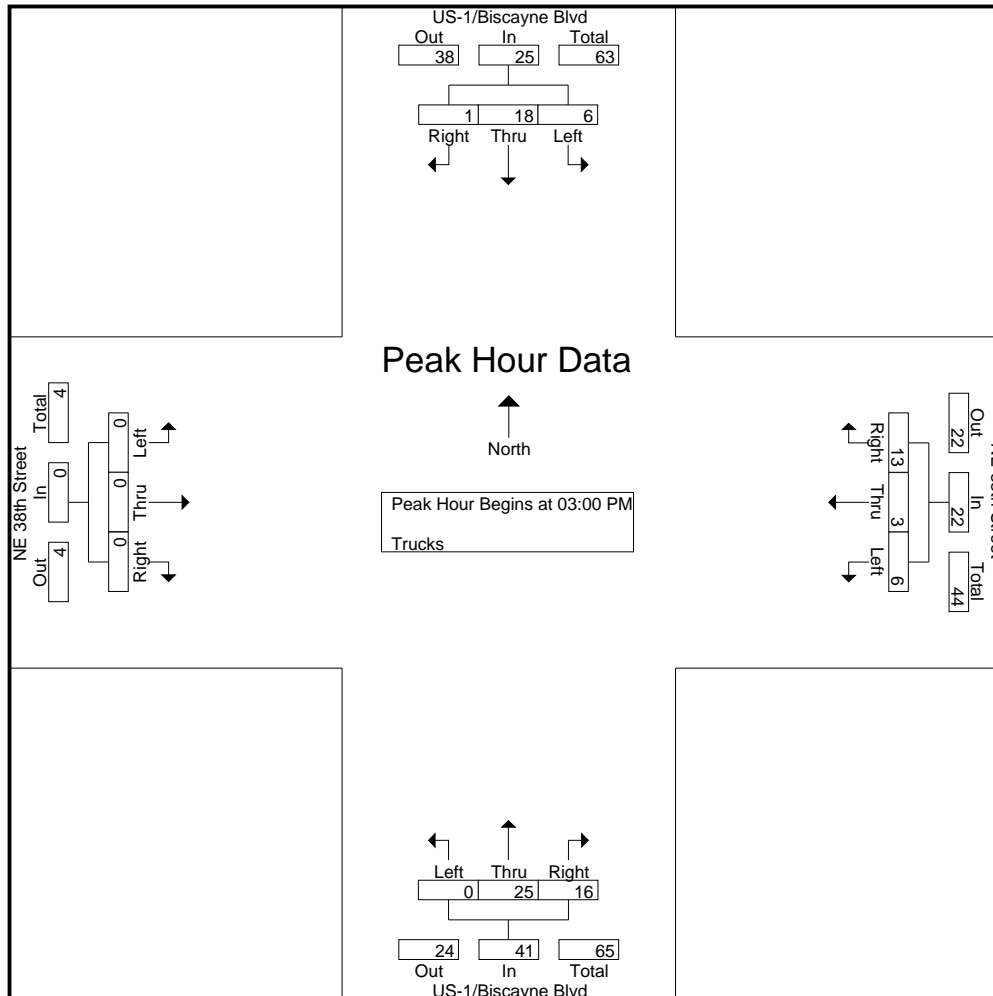 US-1/Biscayne Blvd
Out In Total
38 25 63
1 18 6
Right Thru Left
Peak Hour Data
North
Peak Hour Begins at 03:00 PM
Trucks
NE 38th Street
Total In Out
4 0 4
0 0 0
Left Thru Right
Right Thru Left
13 3 6
22 22 44
Out In Total
Left Thru Right
0 25 16
24 41 65
Out In Total
US-1/Biscayne Blvd